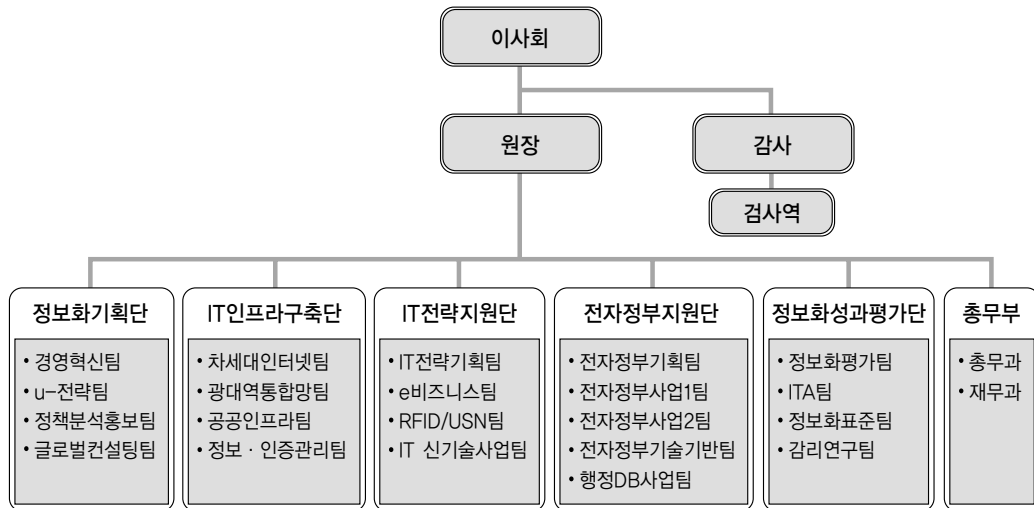 이사회
원장
감사
검사역
정보화기획단
• 경영혁신팀
• u-전략팀
• 정책분석홍보팀
• 글로벌컨설팅팀
IT인프라구축단
• 차세대인터넷팀
• 광대역통합망팀
• 공공인프라팀
• 정보 · 인증관리팀
IT전략지원단
• IT전략기획팀
• e비즈니스팀
• RFID/USN팀
• IT 신기술사업팀
전자정부지원단
• 전자정부기획팀
• 전자정부사업1팀
• 전자정부사업2팀
• 전자정부기술기반팀
• 행정DB사업팀
정보화성과평가단
• 정보화평가팀
• ITA팀
• 정보화표준팀
• 감리연구팀
총무부
• 총무과
• 재무과